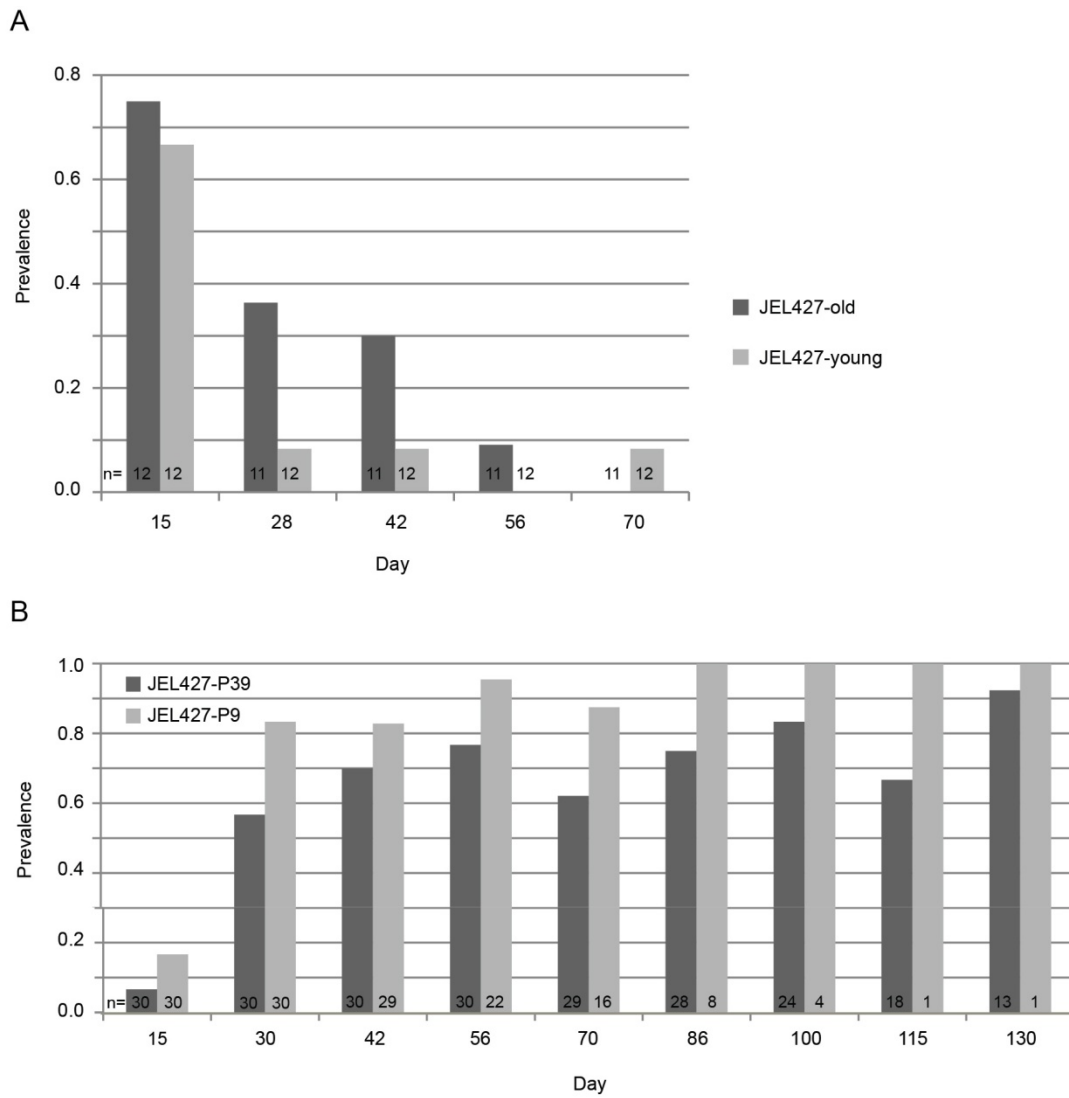 A
0.8
0.6
0.4
0.2
0.0
Prevalence
n= 12 12 11 12 11 12 11 12 11 12
15 28 42 56 70
Day
JEL427-old
JEL427-young
B
1.0
0.8
0.6
0.4
0.2
0.0
Prevalence
JEL427-P39
JEL427-P9
n= 30 30 30 30 30 29 30 22 29 16 28 8 24 4 18 1 13 1
15 30 42 56 70 86 100 115 130
Day